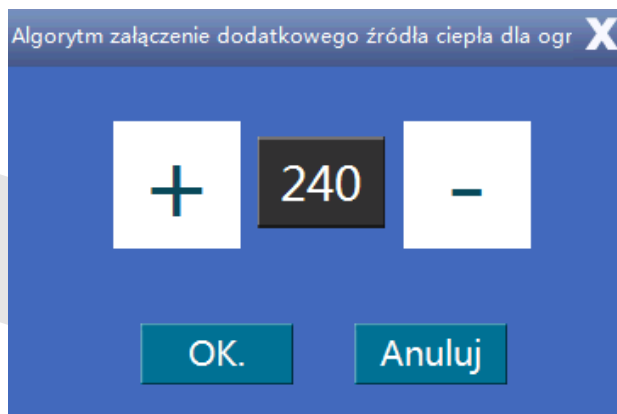 Algorytm załączenie dodatkowego źródła ciepła dla ogr X
+ 240 -
OK. Anuluj